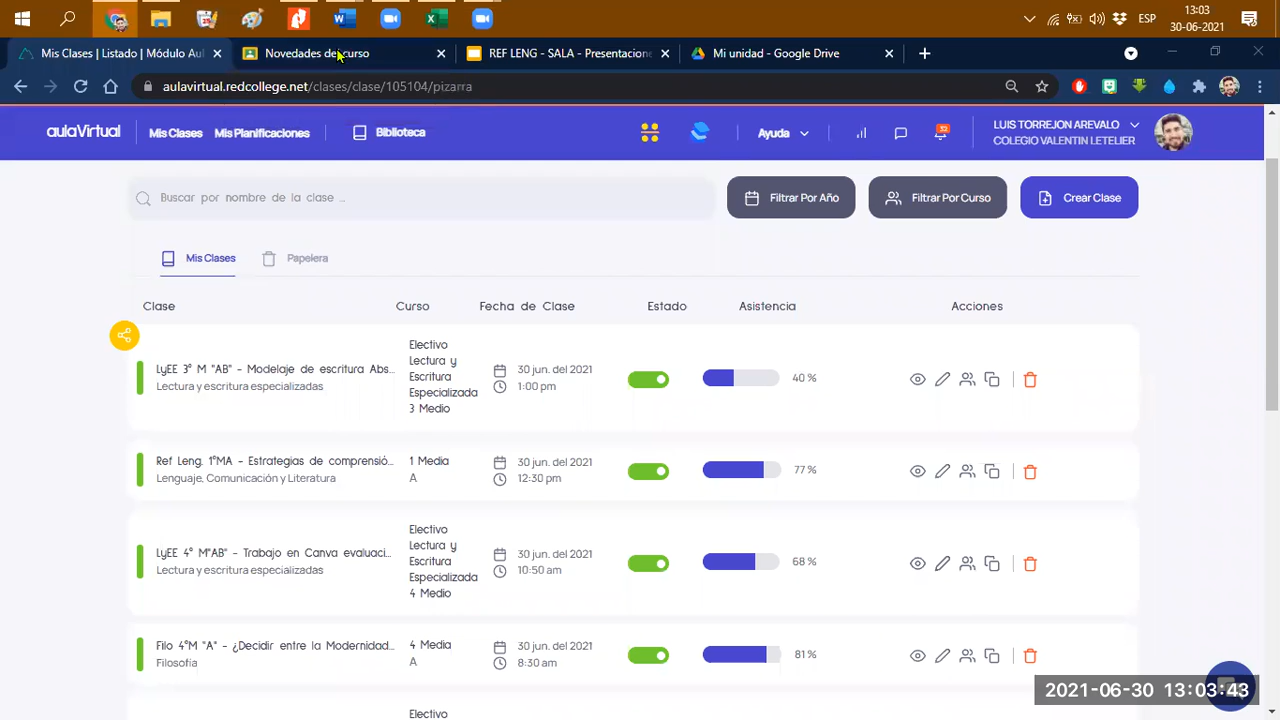 13:03
ESP
30-06-2021
Mis Clases | Listado | Módulo Aul
Novedades del curso
REF LENG - SALA - Presentacione
Mi unidad - Google Drive
aulavirtual.redcollege.net/clases/clase/105104/pizarra
aulaVirtual
Mis Clases
Mis Planificaciones
Biblioteca
Ayuda
LUIS TORREJON AREVALO
COLEGIO VALENTIN LETELIER
Buscar por nombre de la clase ...
Filtrar Por Año
Filtrar Por Curso
Crear Clase
Mis Clases
Papelera
Clase Curso Fecha de Clase Estado Asistencia Acciones
LyEE 3° M "AB" - Modelaje de escritura Abs...
Lectura y escritura especializadas
Electivo
Lectura y
Escritura
Especializada
3 Medio
30 jun. del 2021
1:00 pm
40 %
Ref Leng. 1°MA - Estrategias de comprensió...
Lenguaje, Comunicación y Literatura
1 Media
A
30 jun. del 2021
12:30 pm
77 %
LyEE 4° M"AB" - Trabajo en Canva evaluaci...
Lectura y escritura especializadas
Electivo
Lectura y
Escritura
Especializada
4 Medio
30 jun. del 2021
10:50 am
68 %
Filo 4°M "A" - ¿Decidir entre la Modernidad...
Filosofía
4 Media
A
30 jun. del 2021
8:30 am
81 %
Electivo
2021-06-30 13:03:43